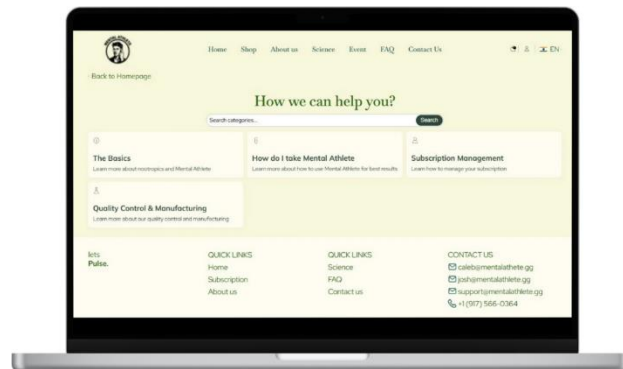 MENTAL ATHLETE
Home Shop About us Science Event FAQ Contact Us EN
Back to Homepage
How we can help you?
Search categories... Search
The Basics
Learn more about nootropics and Mental Athlete
How do I take Mental Athlete
Learn more about how to use Mental Athlete for best results
Subscription Management
Learn how to manage your subscription
Quality Control & Manufacturing
Learn more about our quality control and manufacturing
lets
Pulse.
QUICK LINKS
Home
Subscription
About us
QUICK LINKS
Science
FAQ
Contact us
CONTACT US
caleb@mentalathete.gg
josh@mentalathlete.gg
support@mentalathlete.gg
+1 (917) 566-0364